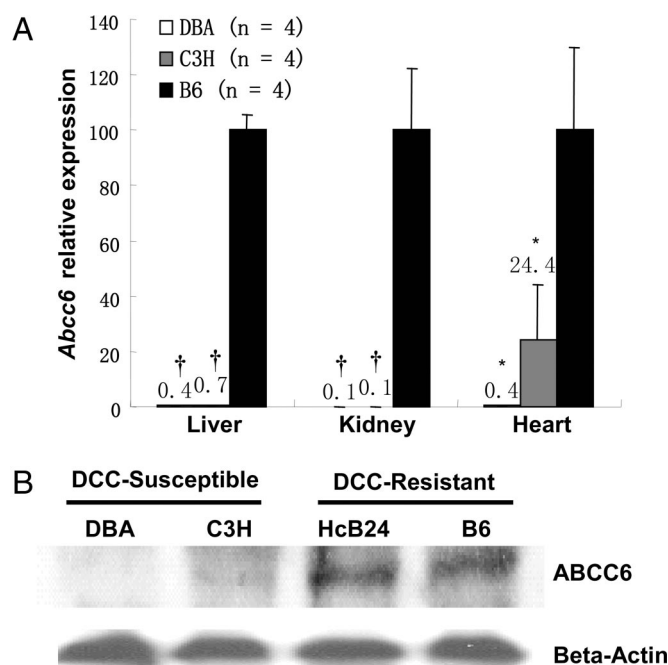 A
Abcc6 relative expression
140
120
100
80
60
40
20
0
DBA (n = 4)
C3H (n = 4)
B6 (n = 4)
† 0.4
† 0.7
† 0.1
† 0.1
* 0.4
* 24.4
Liver Kidney Heart
B
DCC-Susceptible DCC-Resistant
DBA C3H HcB24 B6
ABCC6
Beta-Actin